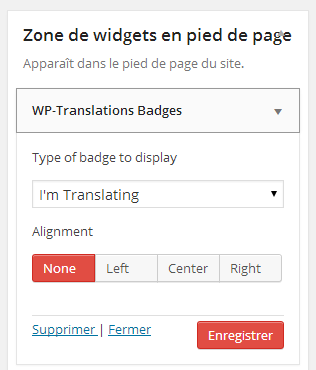 Zone de widgets en pied de page
Apparaît dans le pied de page du site.
WP-Translations Badges
Type of badge to display
I'm Translating
Alignment
None Left Center Right
Supprimer | Fermer Enregistrer